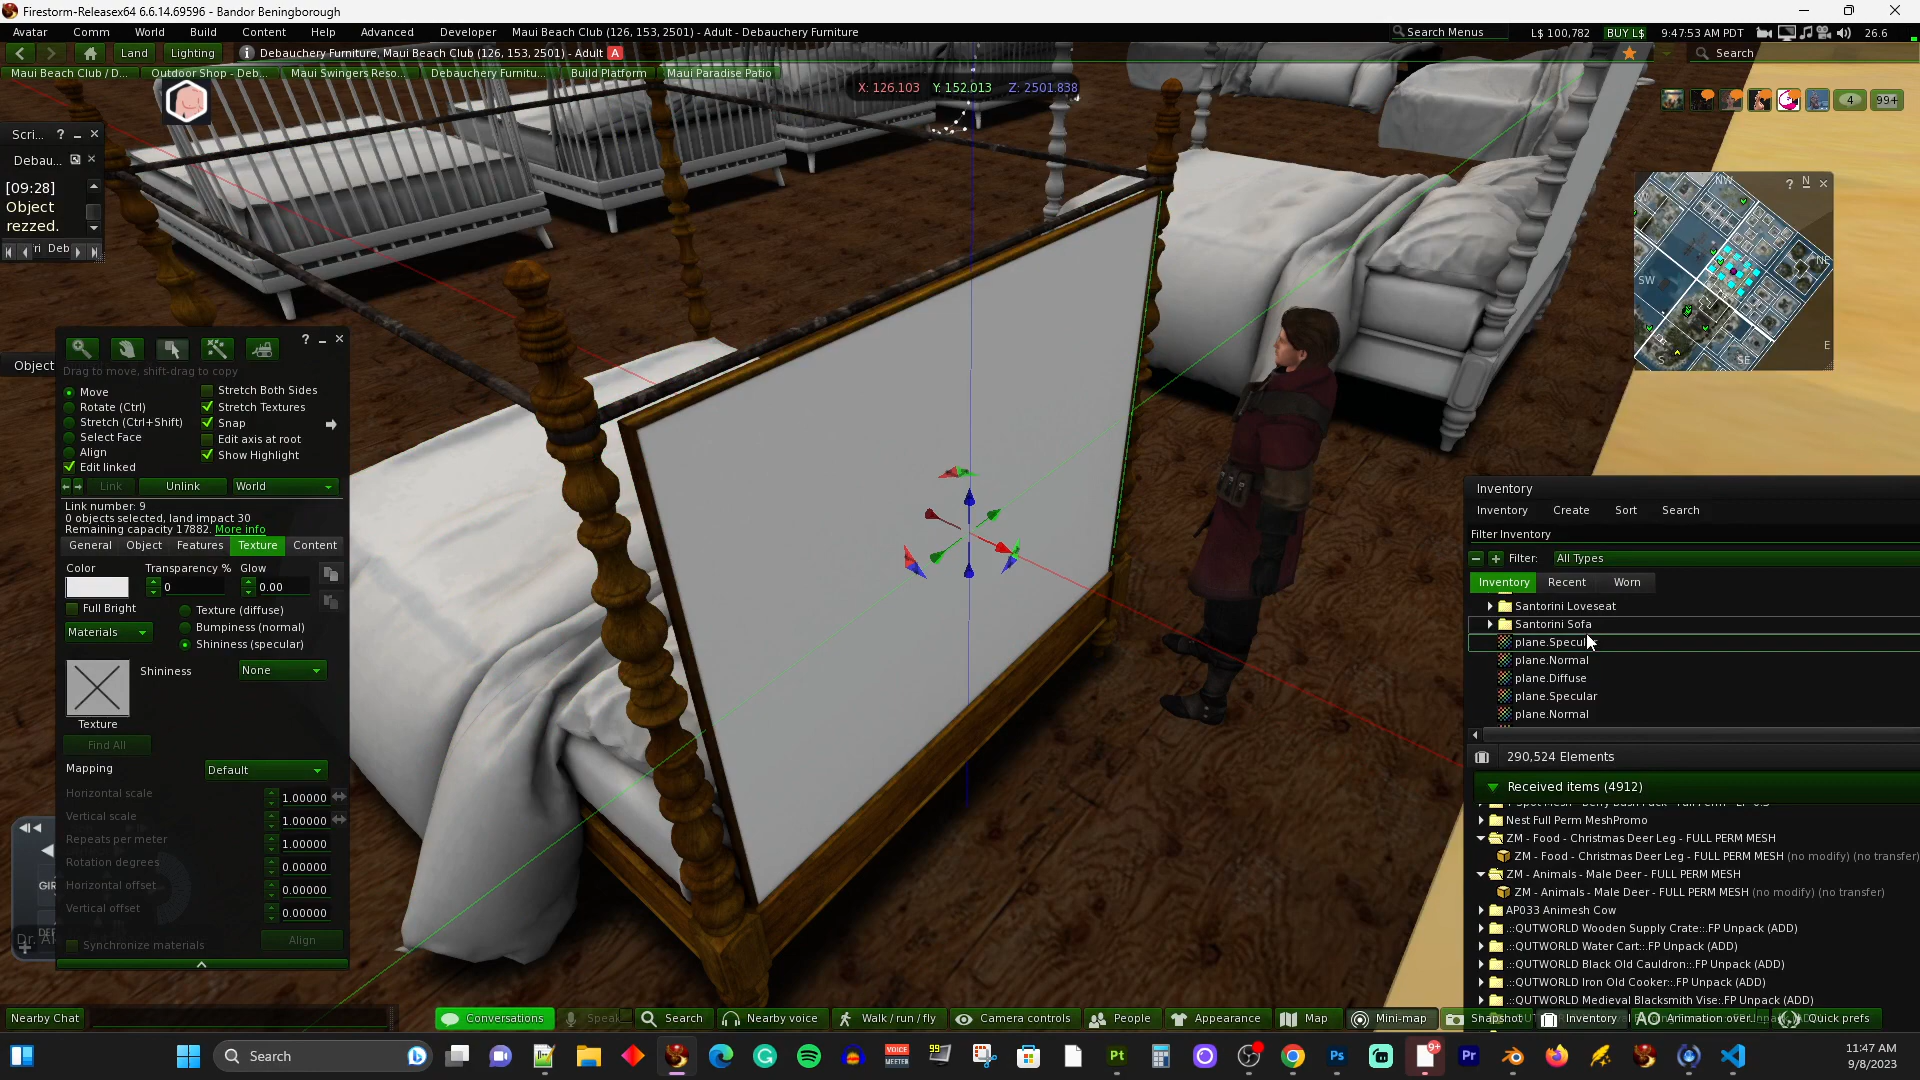 Firestorm-Releasex64 6.6.14.69596 - Bandor Beningborough
Avatar Comm World Build Content Help Advanced Developer Maui Beach Club (126, 153, 2501) - Adult - Debauchery Furniture
Search Menus L$ 100,782 BUY L$ 9:47:53 AM PDT 26.6
Land Lighting Debauchery Furniture, Maui Beach Club (126, 153, 2501) - Adult A Search
Maui Beach Club / D... Outdoor Shop - Deb... Maui Swingers Reso... Debauchery Furnitu... Build Platform Maui Paradise Patio
X: 126.103 Y: 152.013 Z: 2501.838
4 99+
Scri... ?
Debau...
[09:28]
Object
rezzed.
Deb
NW N ?
NE
SW
E
S SE
Object
?
Drag to move, shift-drag to copy
Move
Rotate (Ctrl)
Stretch (Ctrl+Shift)
Select Face
Align
Edit linked
Stretch Both Sides
Stretch Textures
Snap
Edit axis at root
Show Highlight
Link Unlink World
Link number: 9
0 objects selected, land impact 30
Remaining capacity 17882. More info
General Object Features Texture Content
Color Transparency % Glow
0 0.00
Full Bright
Materials
Texture (diffuse)
Bumpiness (normal)
Shininess (specular)
Shininess None
Texture
Find All
Mapping Default
Horizontal scale 1.00000
Vertical scale 1.00000
Repeats per meter 1.00000
Rotation degrees 0.00000
Horizontal offset 0.00000
Vertical offset 0.00000
Synchronize materials Align
Inventory
Inventory Create Sort Search
Filter Inventory
Filter: All Types
Inventory Recent Worn
Santorini Loveseat
Santorini Sofa
plane.Specular
plane.Normal
plane.Diffuse
plane.Specular
plane.Normal
290,524 Elements
Received items (4912)
Nest Full Perm MeshPromo
ZM - Food - Christmas Deer Leg - FULL PERM MESH
ZM - Food - Christmas Deer Leg - FULL PERM MESH (no modify) (no transfer)
ZM - Animals - Male Deer - FULL PERM MESH
ZM - Animals - Male Deer - FULL PERM MESH (no modify) (no transfer)
AP033 Animesh Cow
.::QUTWORLD Wooden Supply Crate::.FP Unpack (ADD)
.::QUTWORLD Water Cart::.FP Unpack (ADD)
.::QUTWORLD Black Old Cauldron::.FP Unpack (ADD)
.::QUTWORLD Iron Old Cooker::.FP Unpack (ADD)
.::QUTWORLD Medieval Blacksmith Vise:.FP Unpack (ADD)
Nearby Chat Conversations Speak Search Nearby voice Walk / run / fly Camera controls People Appearance Map Mini-map Snapshot Inventory AO Animation over... Quick prefs
Search
11:47 AM
9/8/2023